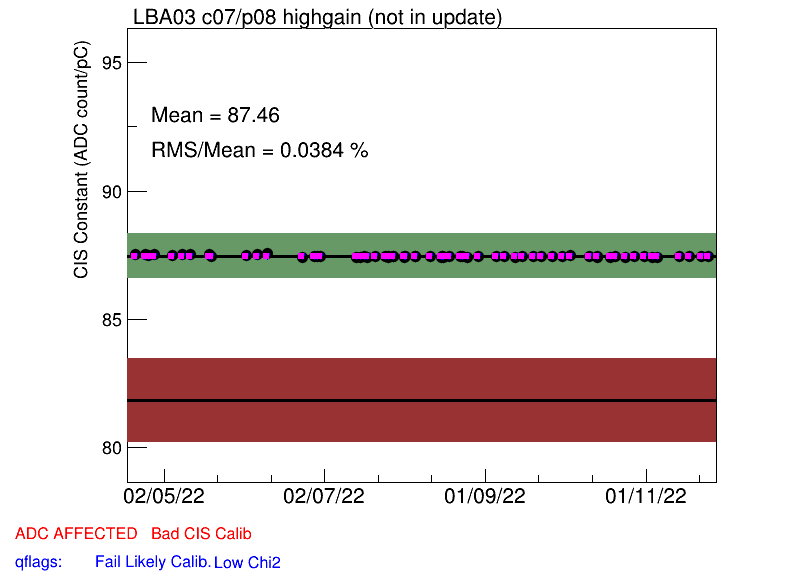 LBA03 c07/p08 highgain (not in update)
CIS Constant (ADC count/pC)
95
Mean = 87.46
RMS/Mean = 0.0384 %
90
85
80
02/05/22 02/07/22 01/09/22 01/11/22
ADC AFFECTED Bad CIS Calib
qflags: Fail Likely Calib. Low Chi2